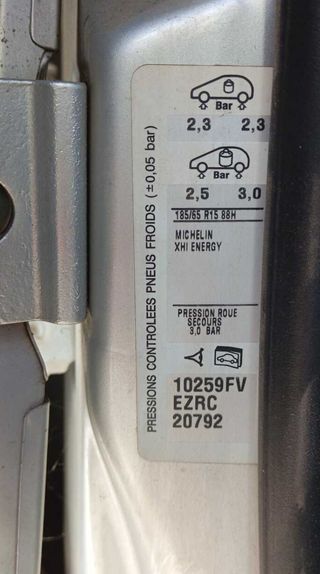 PRESSIONS CONTROLEES PNEUS FROIDS (±0,05 bar)
Bar
2,3 2,3
Bar
2,5 3,0
185/65 R15 88H
MICHELIN
XHI ENERGY
PRESSION ROUE
SECOURS
3,0 BAR
10259FV
EZRC
20792